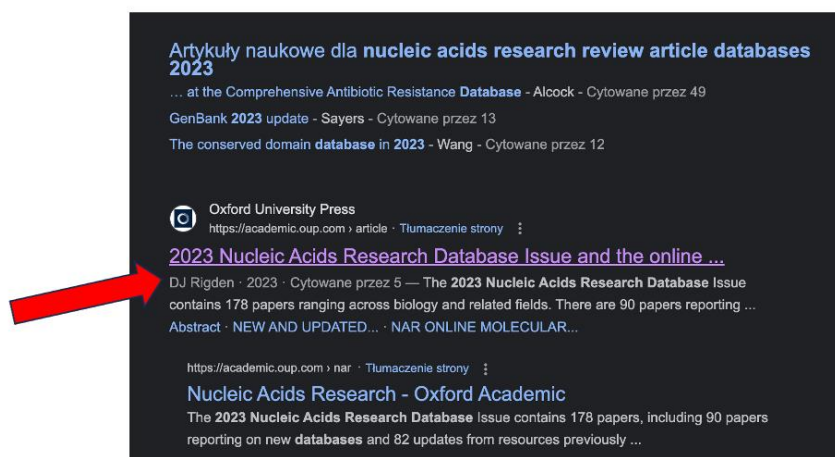 Artykuły naukowe dla nucleic acids research review article databases
2023
... at the Comprehensive Antibiotic Resistance Database - Alcock - Cytowane przez 49
GenBank 2023 update - Sayers - Cytowane przez 13
The conserved domain database in 2023 - Wang - Cytowane przez 12
Oxford University Press
https://academic.oup.com › article · Tłumaczenie strony
2023 Nucleic Acids Research Database Issue and the online ...
DJ Rigden · 2023 · Cytowane przez 5 — The 2023 Nucleic Acids Research Database Issue
contains 178 papers ranging across biology and related fields. There are 90 papers reporting ...
Abstract · NEW AND UPDATED... · NAR ONLINE MOLECULAR...
https://academic.oup.com › nar · Tłumaczenie strony
Nucleic Acids Research - Oxford Academic
The 2023 Nucleic Acids Research Database Issue contains 178 papers, including 90 papers
reporting on new databases and 82 updates from resources previously ...